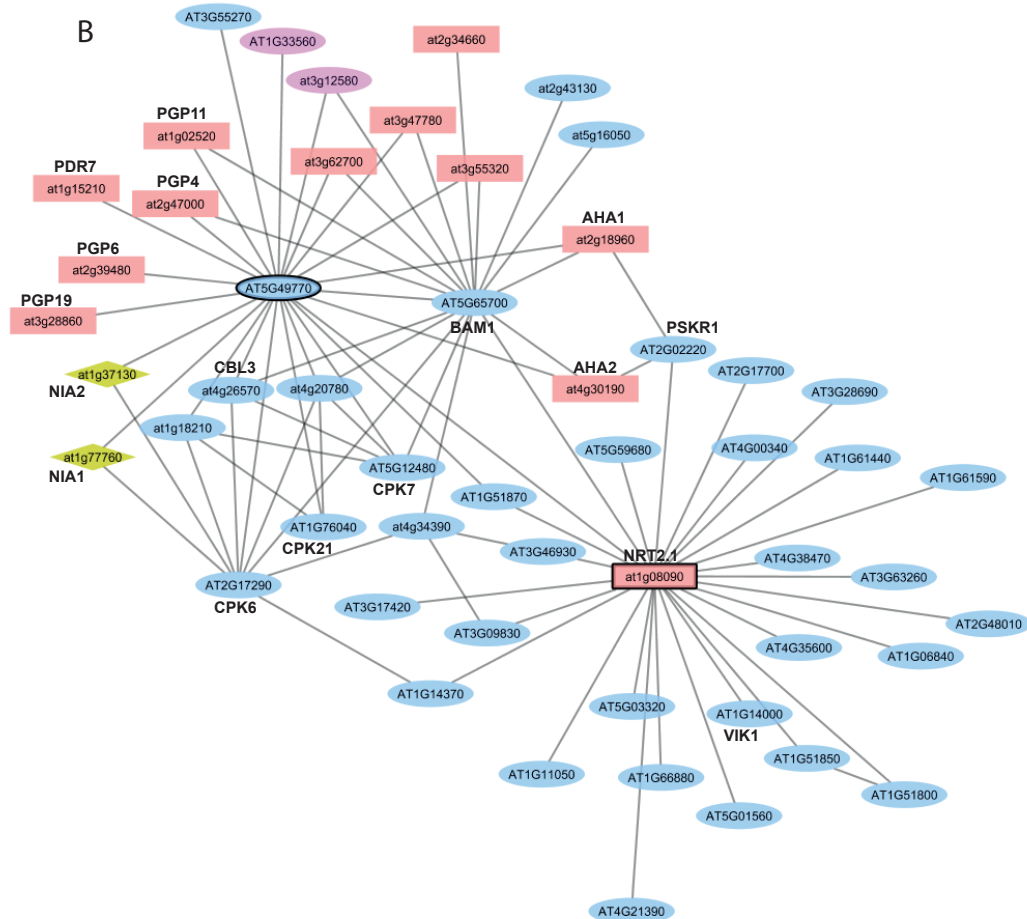 B
AT3G55270
AT1G33560
at2g34660
at3g12580
at2g43130
PGP11
at1g02520
at3g47780
at5g16050
at3g62700
at3g55320
PDR7
at1g15210
PGP4
at2g47000
AHA1
at2g18960
PGP6
at2g39480
AT5G49770
AT5G65700
BAM1
PGP19
at3g28860
PSKR1
AT2G02220
at1g37130
NIA2
CBL3
at4g26570
at4g20780
AHA2
at4g30190
AT2G17700
AT3G28690
at1g18210
at1g77760
NIA1
AT5G12480
CPK7
AT5G59680
AT4G00340
AT1G61440
AT1G61590
AT1G51870
AT1G76040
CPK21
at4g34390
AT3G46930
NRT2.1
at1g08090
AT4G38470
AT3G63260
AT2G17290
CPK6
AT3G17420
AT3G09830
AT2G48010
AT4G35600
AT1G06840
AT1G14370
AT5G03320
AT1G14000
VIK1
AT1G51850
AT1G11050
AT1G66880
AT1G51800
AT5G01560
AT4G21390